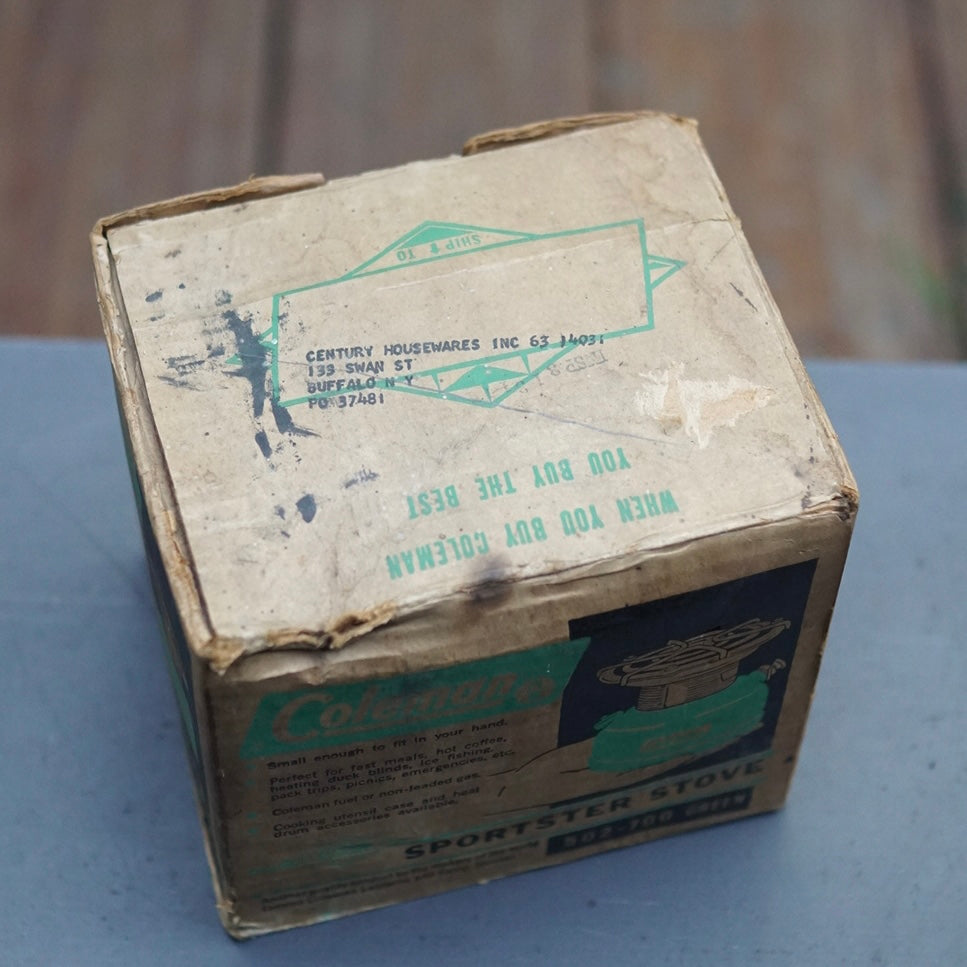 SHIP TO
CENTURY HOUSEWARES INC 63 14031
133 SWAN ST
BUFFALO N Y
PO 37481
WHEN YOU BUY COLEMAN
YOU BUY THE BEST
Coleman
Small enough to fit in your hand.
Perfect for fast meals, hot coffee,
heating duck blinds, ice fishing,
pack trips, picnics, emergencies, etc.
Coleman fuel or non-leaded gas.
Cooking utensil case and heat
drum accessories available.
SPORTSTER STOVE
502-700